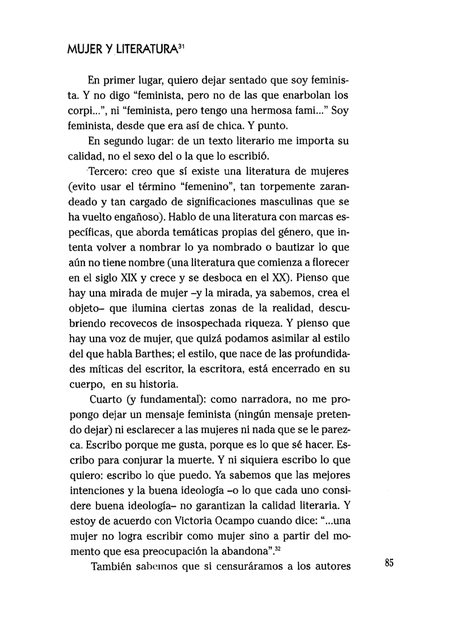 MUJER Y LITERATURA³¹
En primer lugar, quiero dejar sentado que soy feminis-
ta. Y no digo “feminista, pero no de las que enarbolan los
corpi...”, ni “feminista, pero tengo una hermosa fami...” Soy
feminista, desde que era así de chica. Y punto.
En segundo lugar: de un texto literario me importa su
calidad, no el sexo del o la que lo escribió.
Tercero: creo que sí existe una literatura de mujeres
(evito usar el término “femenino”, tan torpemente zaran-
deado y tan cargado de significaciones masculinas que se
ha vuelto engañoso). Hablo de una literatura con marcas es-
pecíficas, que aborda temáticas propias del género, que in-
tenta volver a nombrar lo ya nombrado o bautizar lo que
aún no tiene nombre (una literatura que comienza a florecer
en el siglo XIX y crece y se desboca en el XX). Pienso que
hay una mirada de mujer –y la mirada, ya sabemos, crea el
objeto– que ilumina ciertas zonas de la realidad, descu-
briendo recovecos de insospechada riqueza. Y pienso que
hay una voz de mujer, que quizá podamos asimilar al estilo
del que habla Barthes; el estilo, que nace de las profundida-
des míticas del escritor, la escritora, está encerrado en su
cuerpo, en su historia.
Cuarto (y fundamental): como narradora, no me pro-
pongo dejar un mensaje feminista (ningún mensaje preten-
do dejar) ni esclarecer a las mujeres ni nada que se le parez-
ca. Escribo porque me gusta, porque es lo que sé hacer. Es-
cribo para conjurar la muerte. Y ni siquiera escribo lo que
quiero: escribo lo que puedo. Ya sabemos que las mejores
intenciones y la buena ideología –o lo que cada uno consi-
dere buena ideología– no garantizan la calidad literaria. Y
estoy de acuerdo con Victoria Ocampo cuando dice: “...una
mujer no logra escribir como mujer sino a partir del mo-
mento que esa preocupación la abandona”.³²
También sabemos que si censuráramos a los autores
85